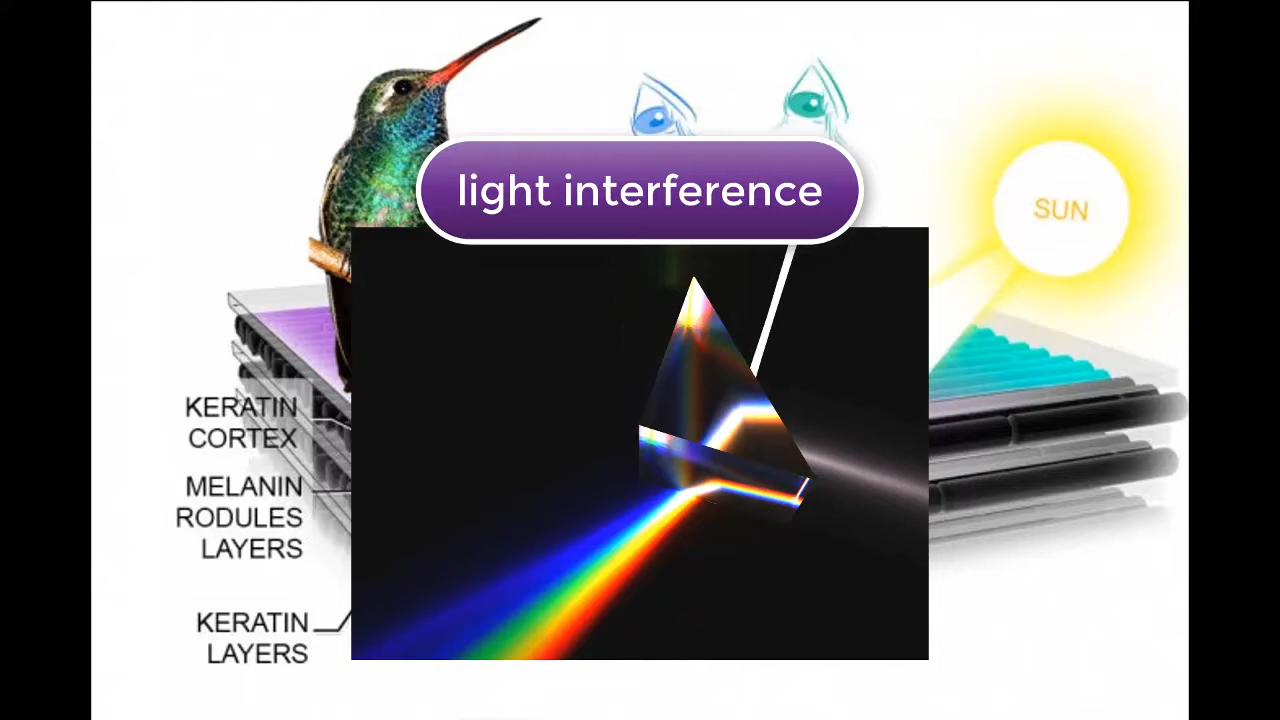 light interference
SUN
KERATIN
CORTEX
MELANIN
RODULES
LAYERS
KERATIN
LAYERS